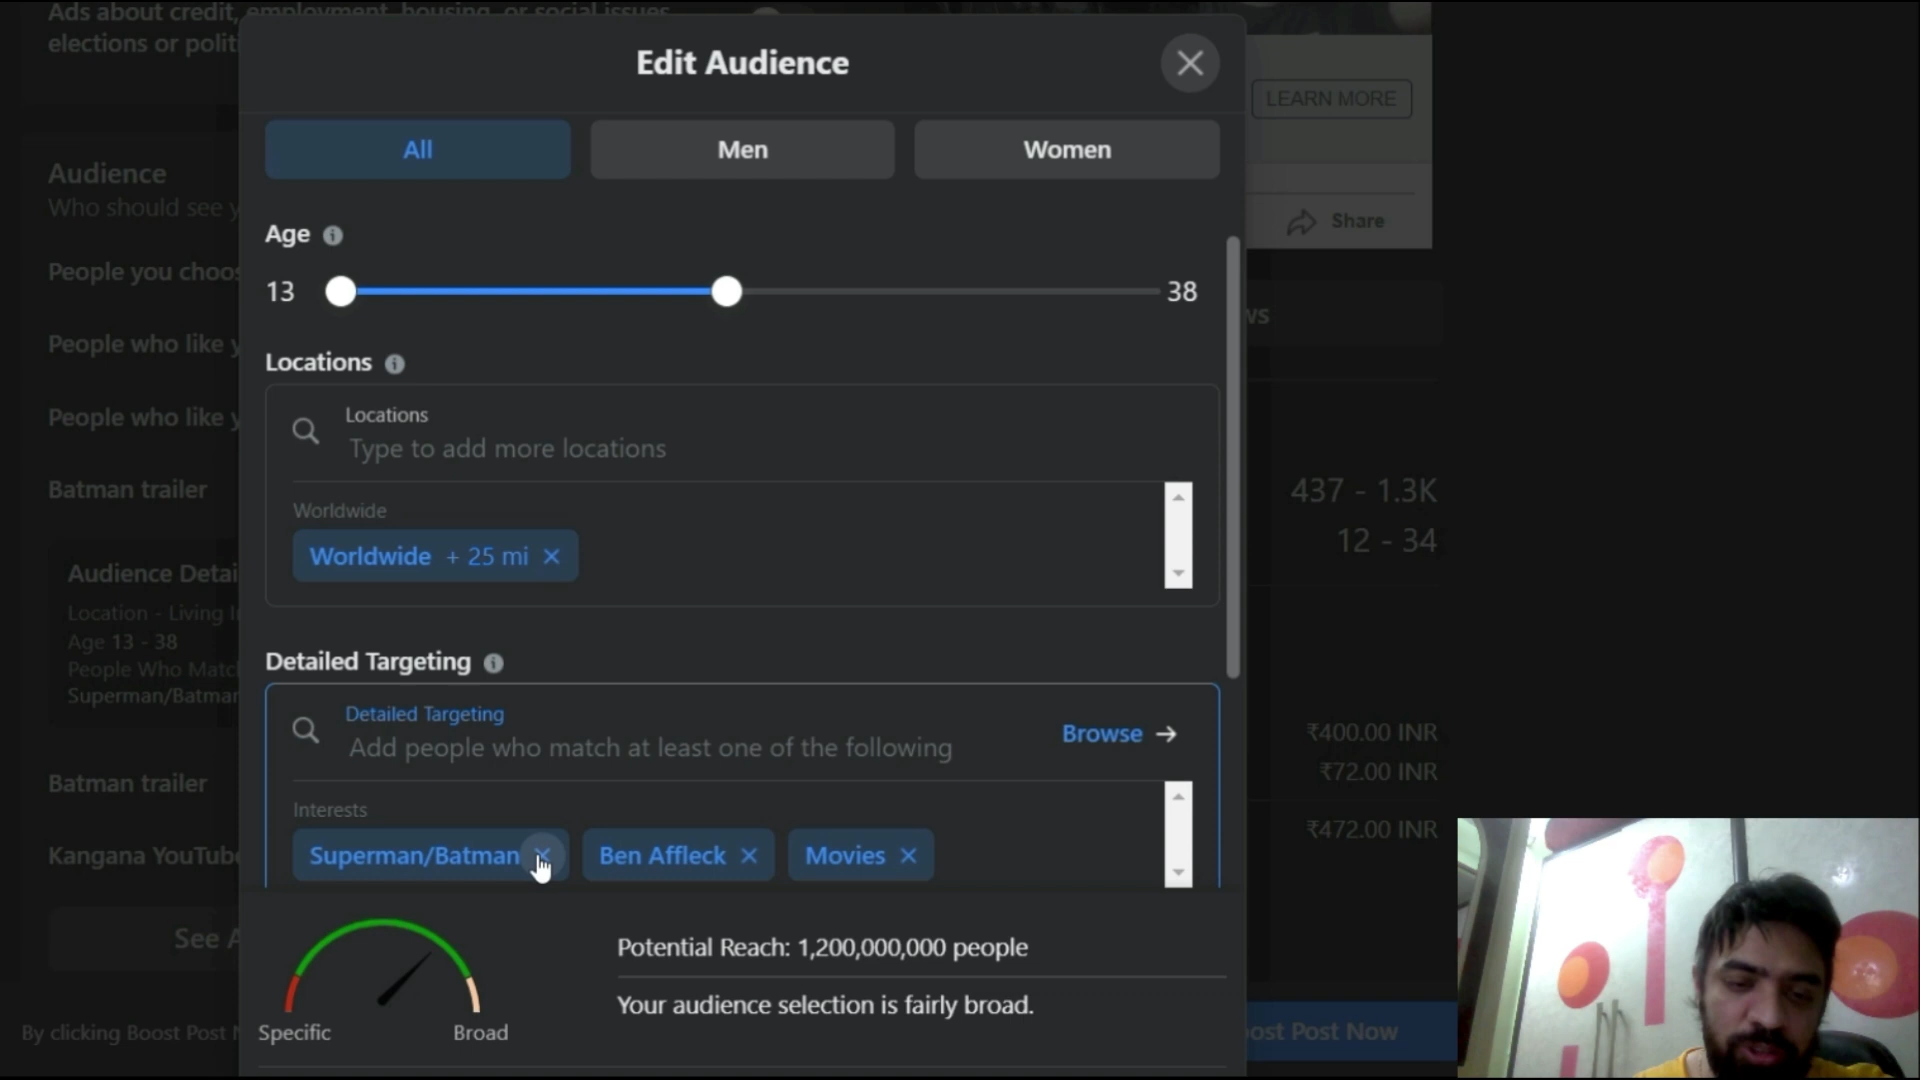 Ads about credit, employment, housing, or social issues,
elections or politi
Edit Audience
LEARN MORE
All
Men
Women
Audience
Who should see y
Share
Age
13
38
People you choos
ws
People who like y
Locations
Locations
Type to add more locations
People who like y
Batman trailer
Worldwide
Worldwide + 25 mi
437 - 1.3K
12 - 34
Audience Detai
Location - Living I
Age 13 - 38
People Who Matc
Superman/Batman
Detailed Targeting
Detailed Targeting
Add people who match at least one of the following
Browse
₹400.00 INR
₹72.00 INR
Batman trailer
Interests
Superman/Batman
Ben Affleck
Movies
₹472.00 INR
Kangana YouTube
See A
Potential Reach: 1,200,000,000 people
Your audience selection is fairly broad.
Specific
Broad
By clicking Boost Post N
ost Post Now